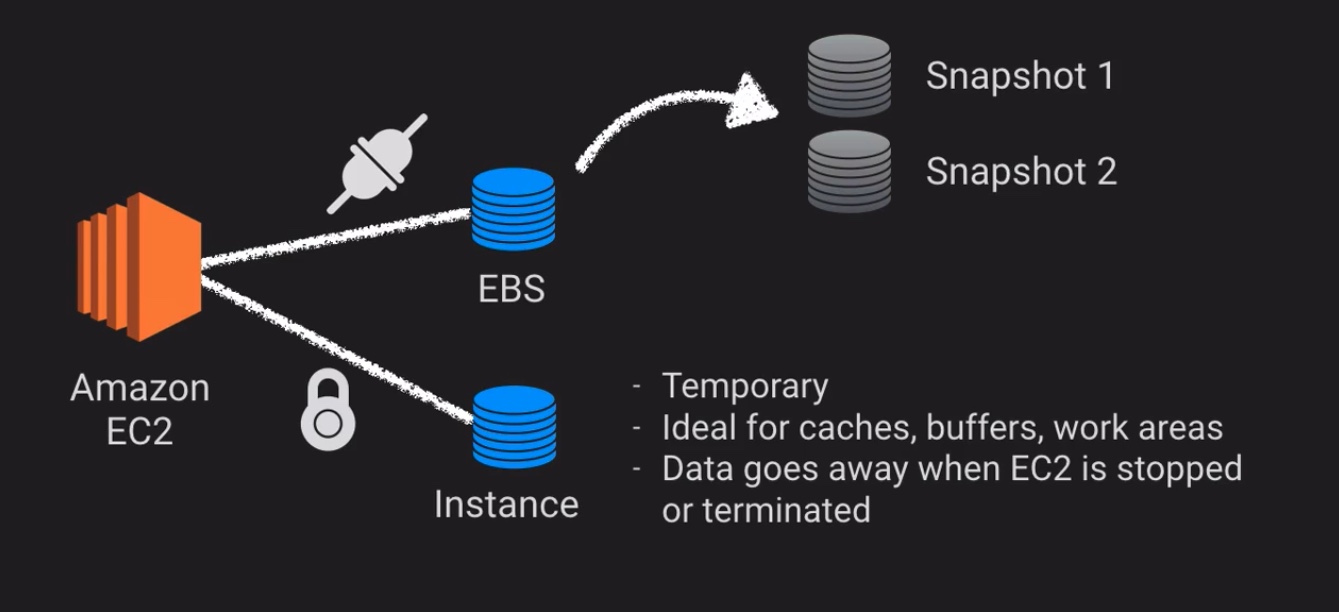 Snapshot 1
Snapshot 2
EBS
Amazon
EC2
Instance
- Temporary
- Ideal for caches, buffers, work areas
- Data goes away when EC2 is stopped
or terminated